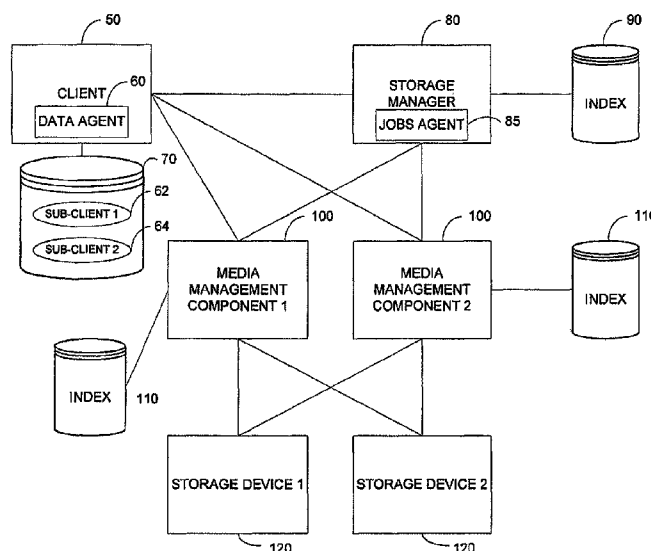 50
80
90
CLIENT
60
DATA AGENT
STORAGE
MANAGER
JOBS AGENT
85
INDEX
70
SUB-CLIENT 1
62
SUB-CLIENT 2
64
100
100
110
MEDIA
MANAGEMENT
COMPONENT 1
MEDIA
MANAGEMENT
COMPONENT 2
INDEX
INDEX
110
STORAGE DEVICE 1
STORAGE DEVICE 2
120
120